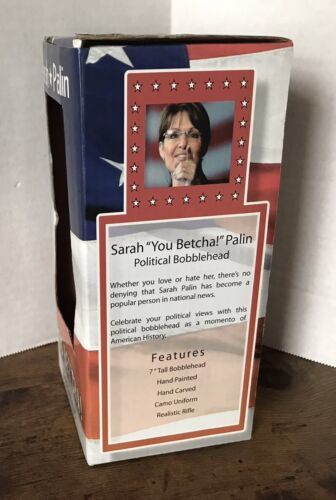 Palin
Sarah "You Betcha!" Palin
Political Bobblehead
Whether you love or hate her, there's no
denying that Sarah Palin has become a
popular person in national news.
Celebrate your political views with this
political bobblehead as a momento of
American History.
Features
7" Tall Bobblehead
Hand Painted
Hand Carved
Camo Uniform
Realistic Rifle